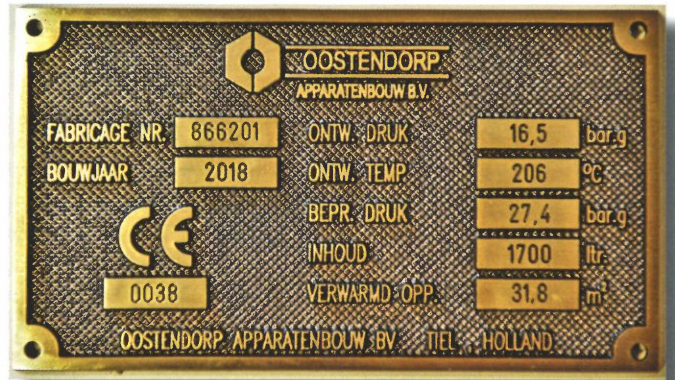 OOSTENDORP
APPARATENBOUW B.V.
FABRICAGE NR. 866201 ONTW. DRUK 16,5 bar.g
BOUWJAAR 2018 ONTW. TEMP. 206 °C
BEPR. DRUK 27,4 bar.g
CE INHOUD 1700 ltr.
0038 VERWARMD OPP. 31,8 m²
OOSTENDORP APPARATENBOUW BV TIEL - HOLLAND